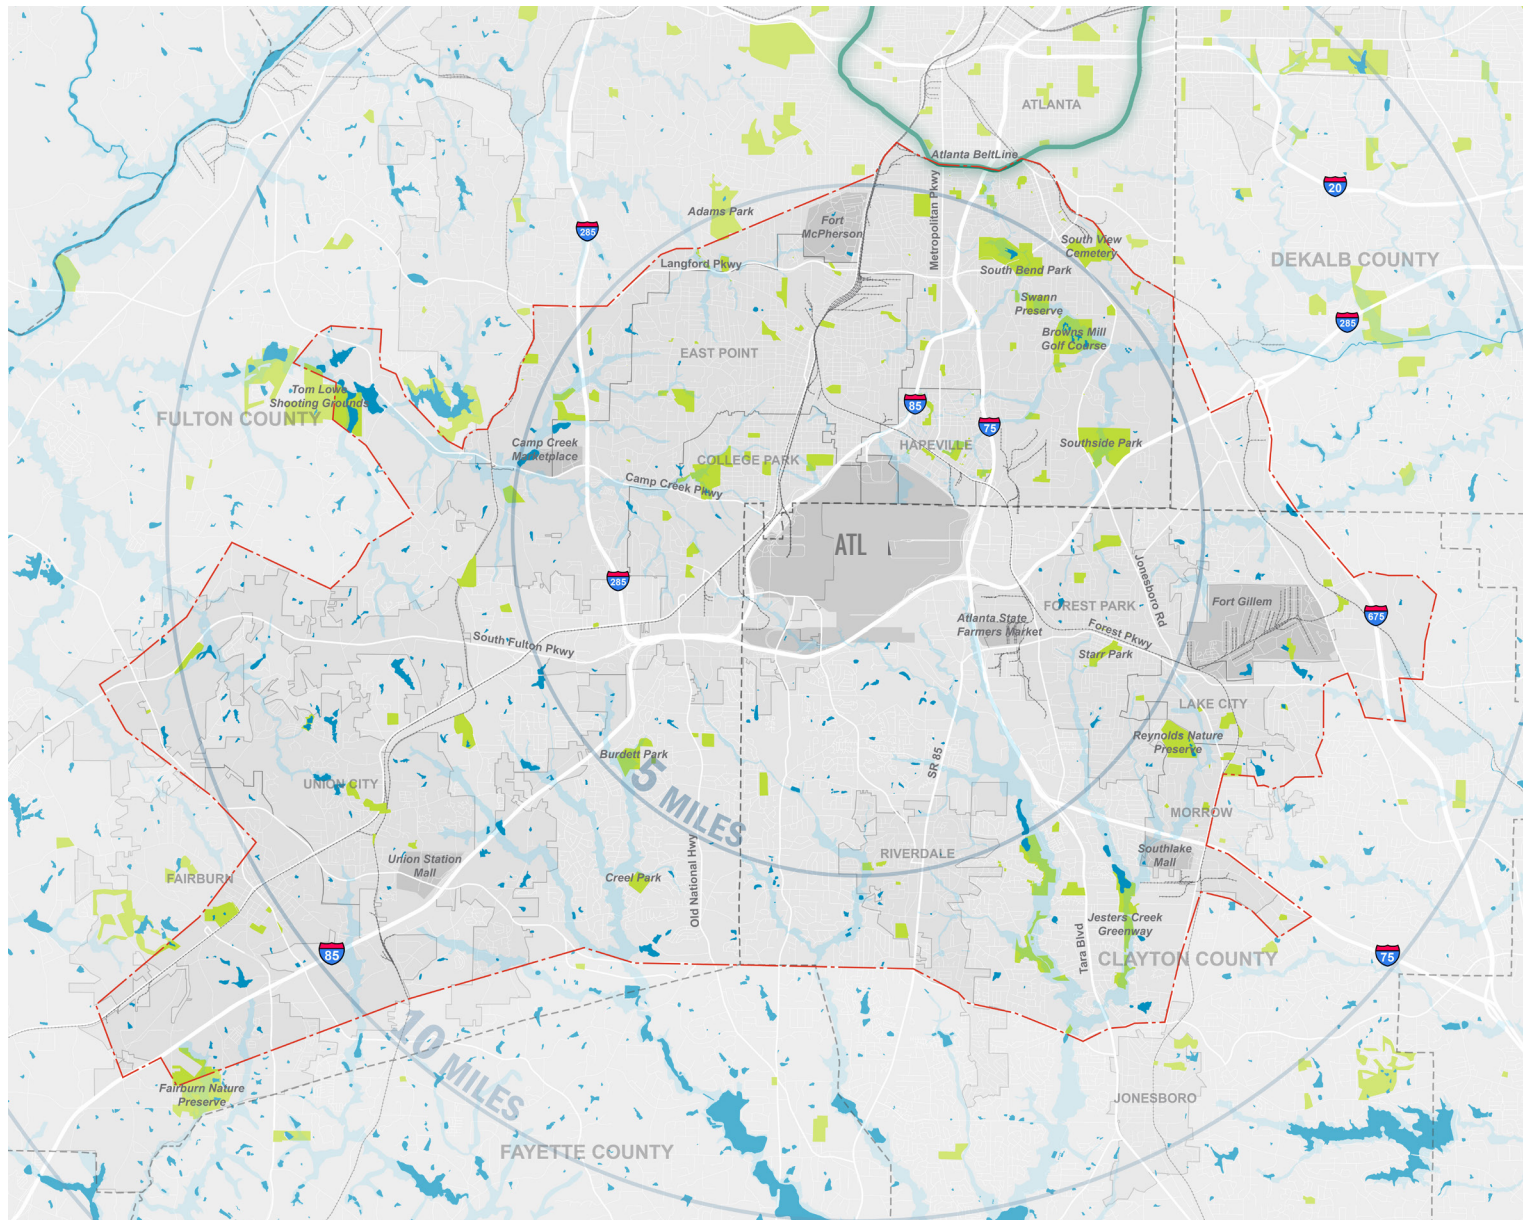 ATLANTA
Atlanta BeltLine
20
Metropolitan Pkwy
Adams Park
Fort
McPherson
285
South View
Cemetery
DEKALB COUNTY
Langford Pkwy
South Bend Park
Swann
Preserve
285
Browns Mill
Golf Course
EAST POINT
Tom Lowe
Shooting Grounds
FULTON COUNTY
85
75
Camp Creek
Marketplace
HAPEVILLE
Southside Park
COLLEGE PARK
Camp Creek Pkwy
ATL
285
Jonesboro Rd
FOREST PARK
Fort Gillem
675
Atlanta State
Farmers Market
Forest Pkwy
South Fulton Pkwy
Starr Park
LAKE CITY
Reynolds Nature
Preserve
Burdett Park
SR 85
5 MILES
UNION CITY
MORROW
Old National Hwy
RIVERDALE
Southlake
Mall
Union Station
Mall
FAIRBURN
Creel Park
Jesters Creek
Greenway
Tara Blvd
85
CLAYTON COUNTY
75
10 MILES
Fairburn Nature
Preserve
JONESBORO
FAYETTE COUNTY